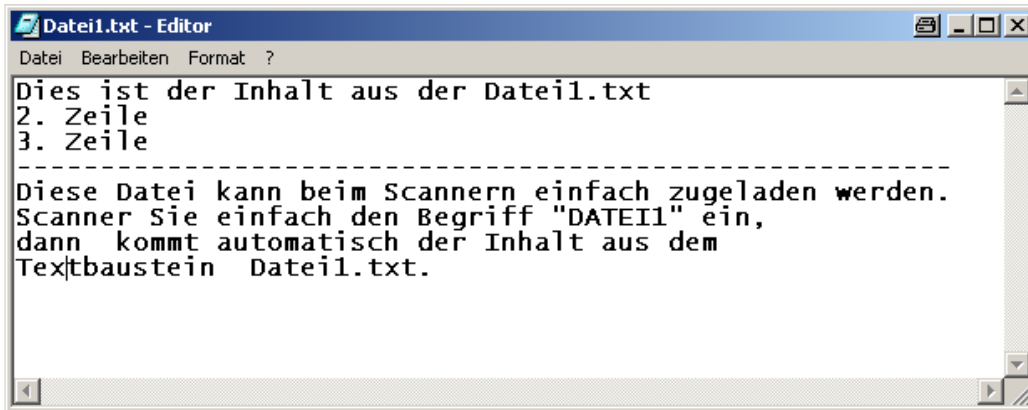 Datei1.txt - Editor
Datei Bearbeiten Format ?
Dies ist der Inhalt aus der Datei1.txt
2. Zeile
3. Zeile
--------------------------------------------------------
Diese Datei kann beim Scannern einfach zugeladen werden.
Scanner Sie einfach den Begriff "DATEI1" ein,
dann  kommt automatisch der Inhalt aus dem
Textbaustein  Datei1.txt.